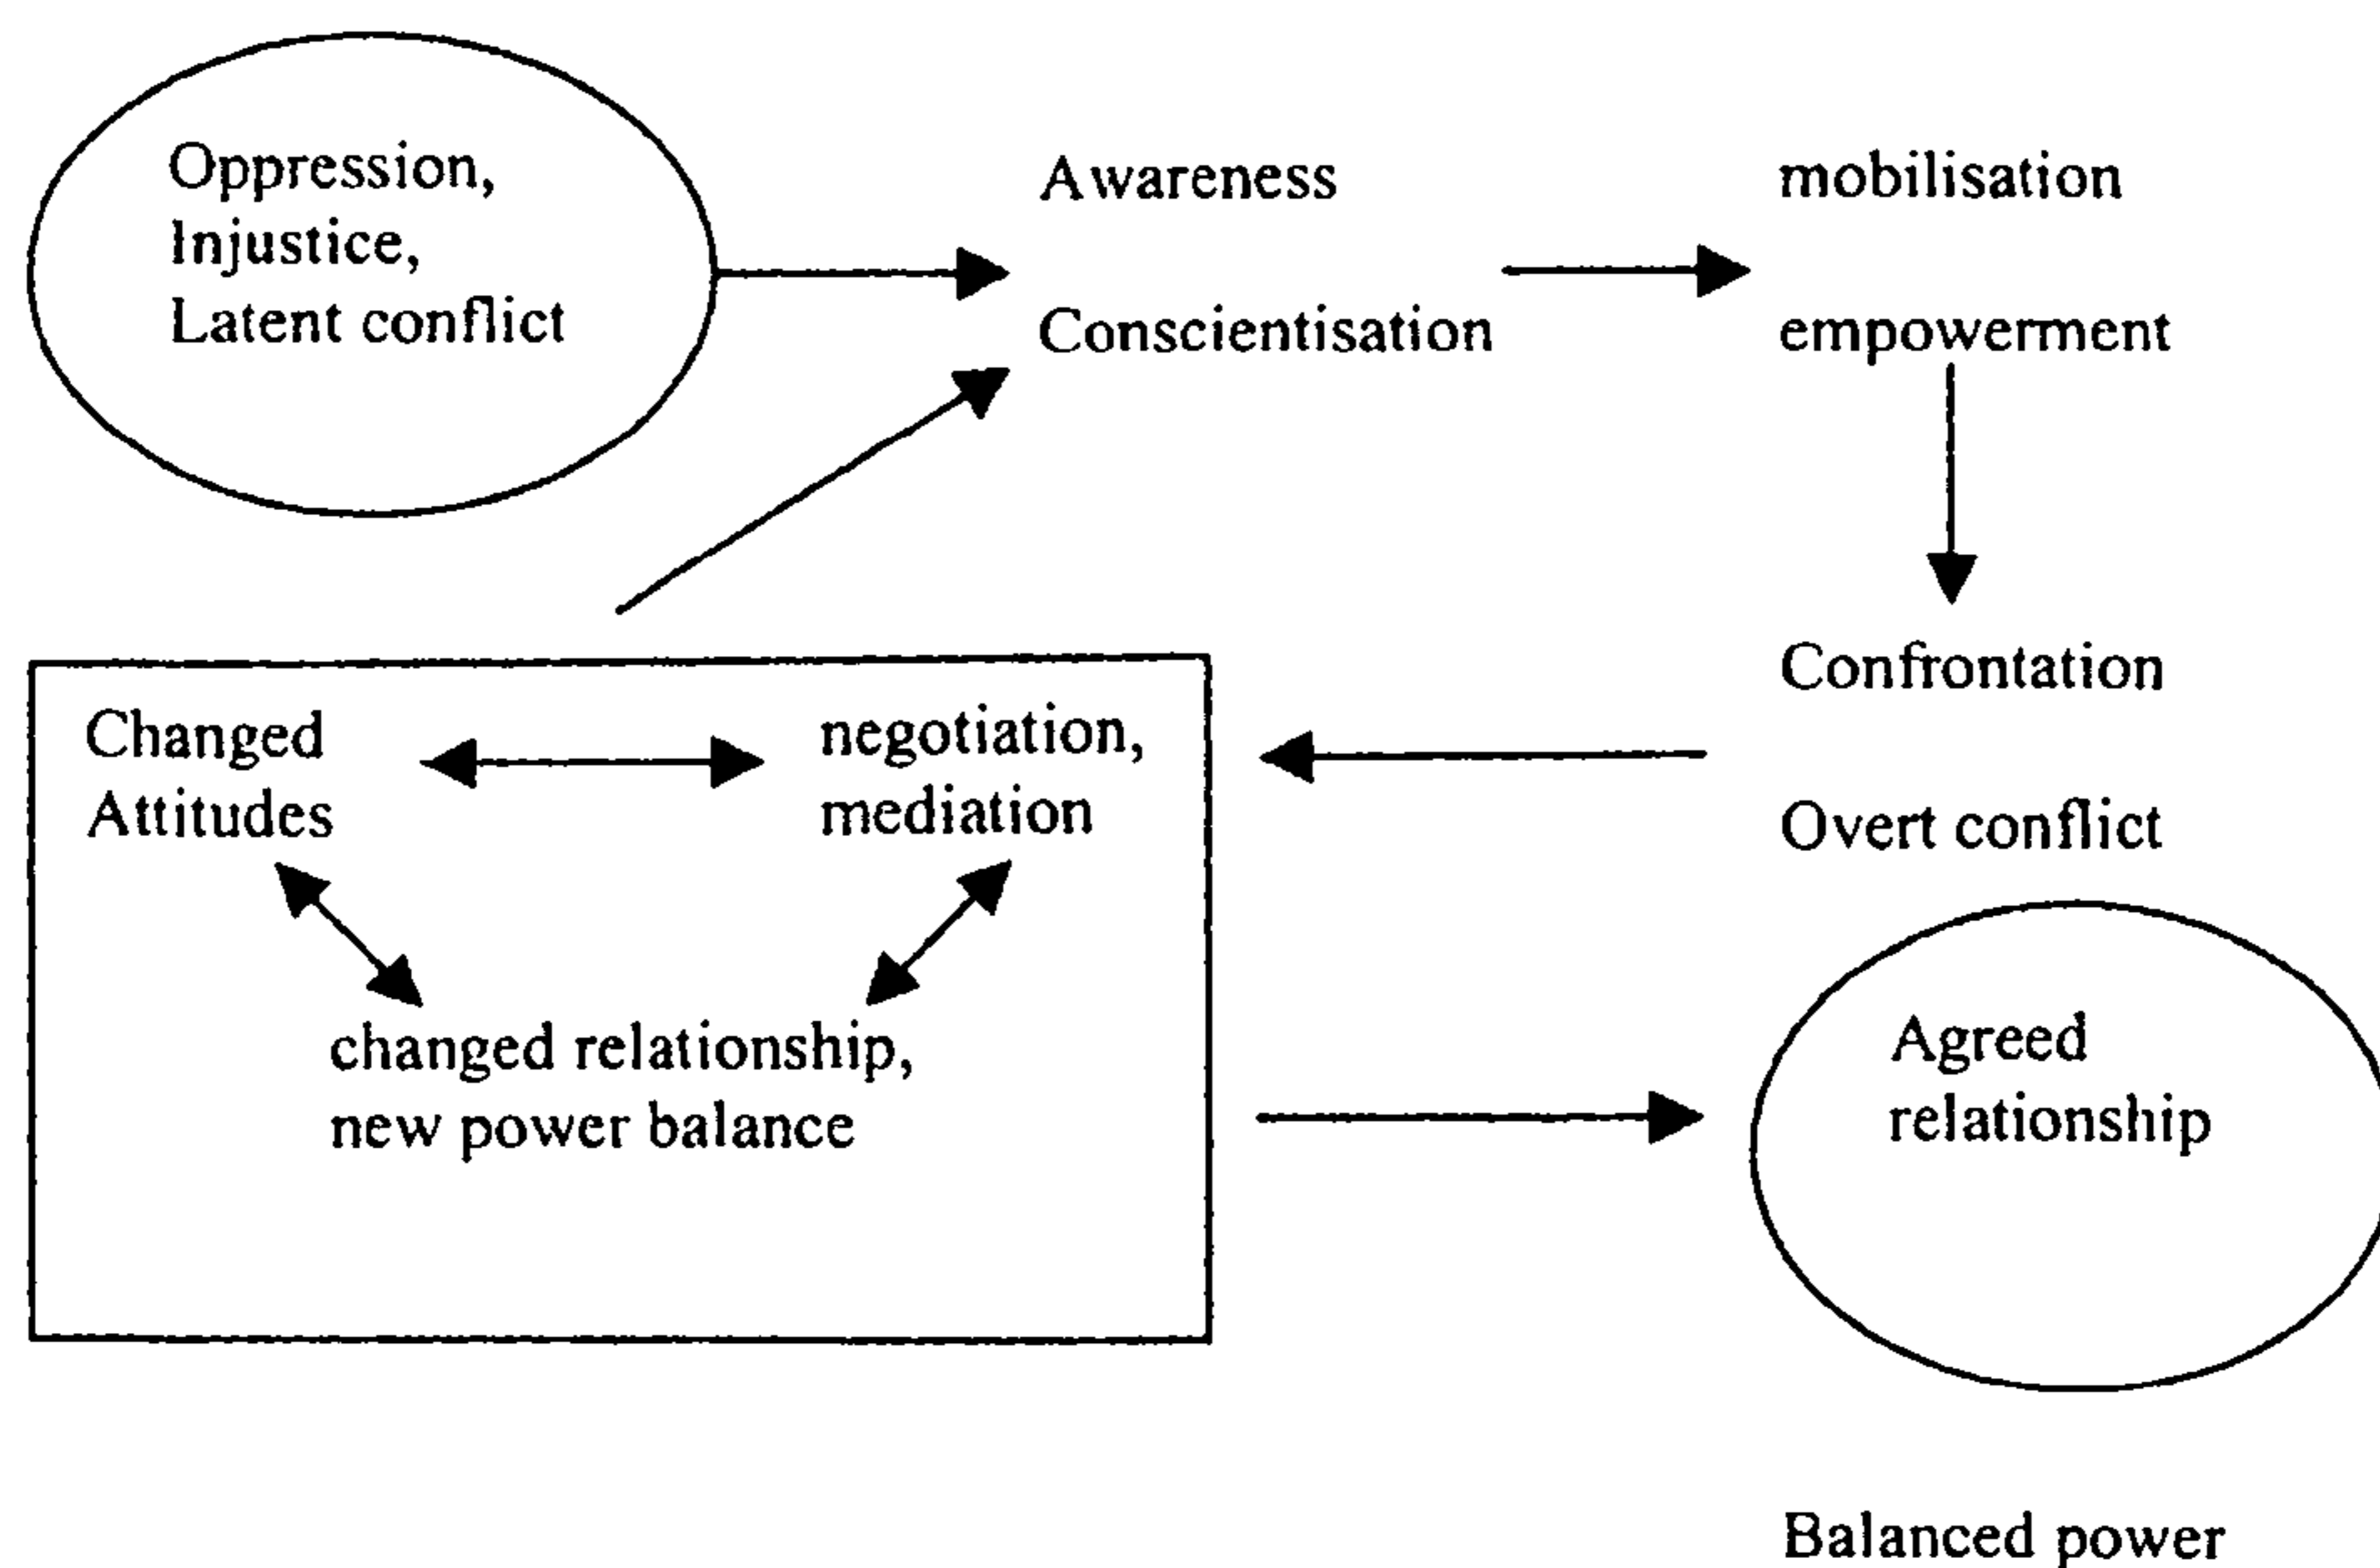 Oppression,
Injustice,
Latent conflict
Awareness
Conscientisation
mobilisation
empowerment
Confrontation
Overt conflict
Changed
Attitudes
negotiation,
mediation
changed relationship,
new power balance
Agreed
relationship
Balanced power